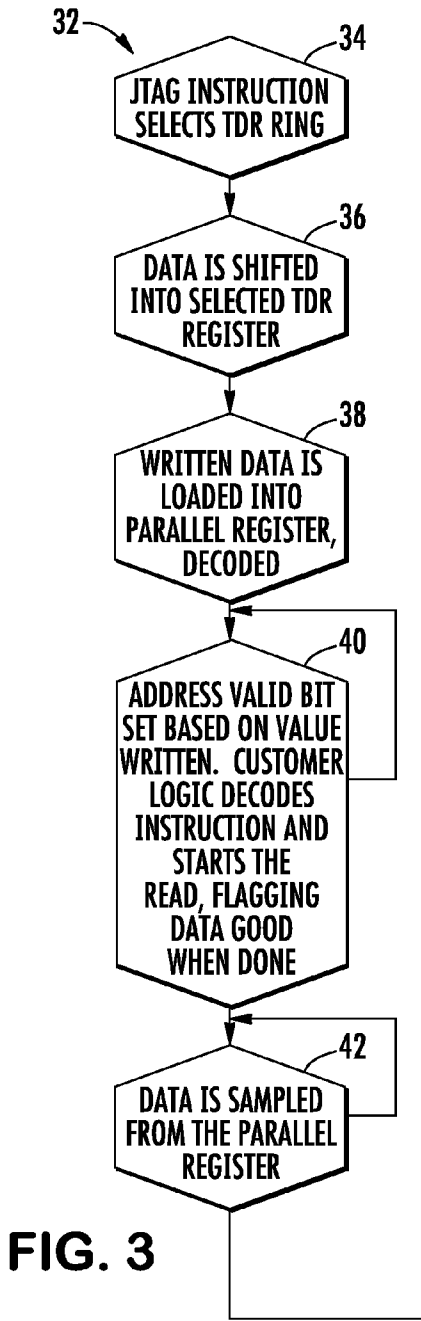 32
34
JTAG INSTRUCTION
SELECTS TDR RING
36
DATA IS SHIFTED
INTO SELECTED TDR
REGISTER
38
WRITTEN DATA IS
LOADED INTO
PARALLEL REGISTER,
DECODED
40
ADDRESS VALID BIT
SET BASED ON VALUE
WRITTEN. CUSTOMER
LOGIC DECODES
INSTRUCTION AND
STARTS THE
READ, FLAGGING
DATA GOOD
WHEN DONE
42
DATA IS SAMPLED
FROM THE PARALLEL
REGISTER
FIG. 3